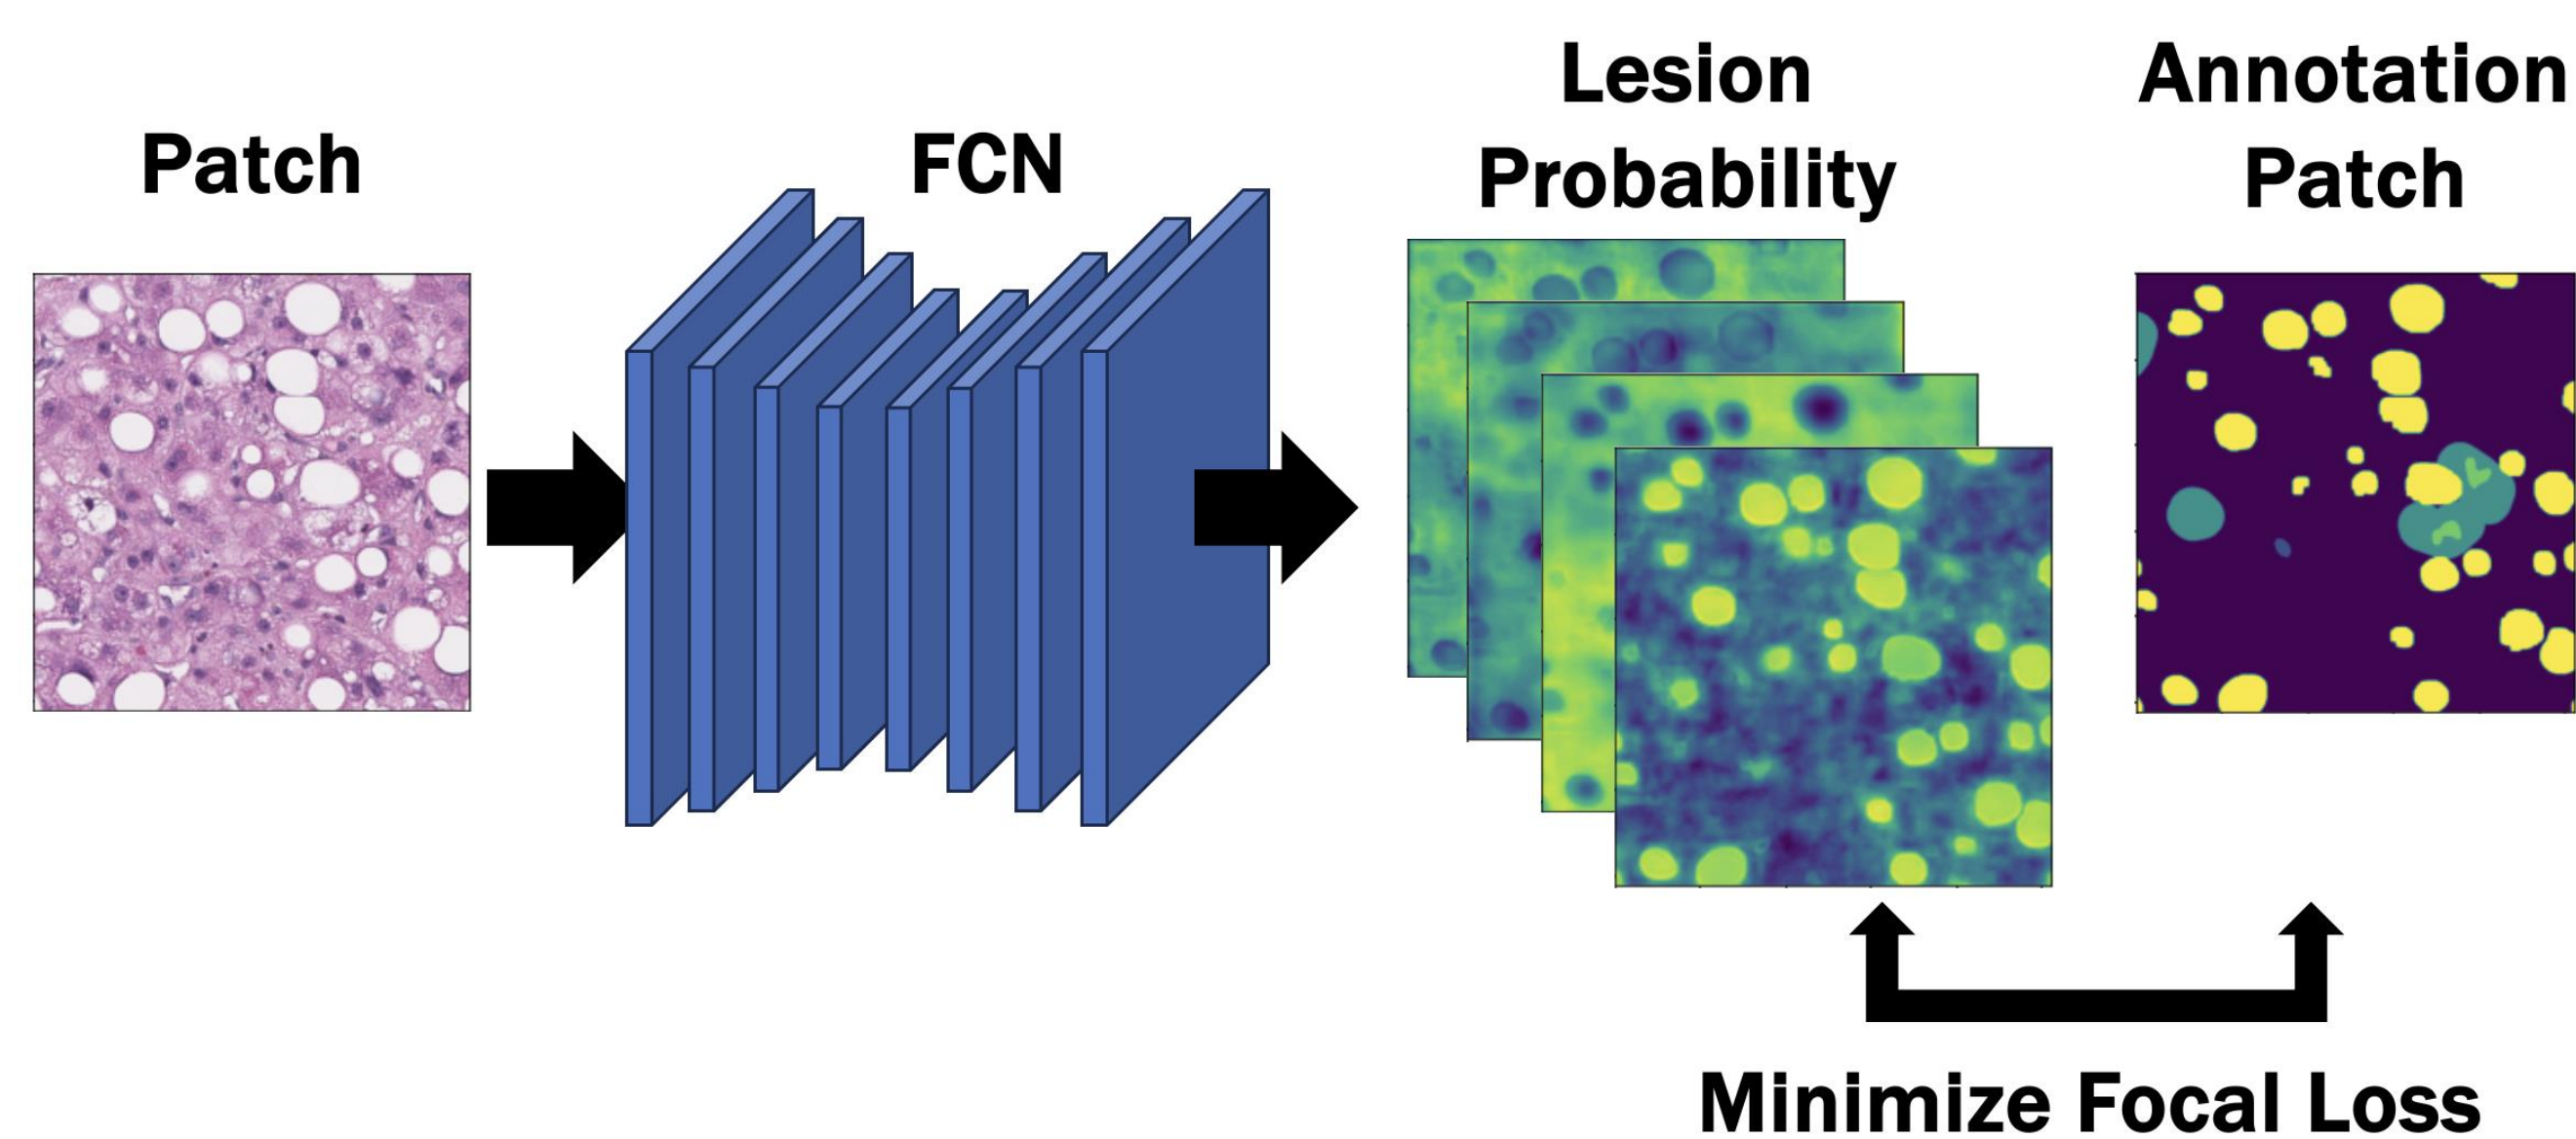 Patch
FCN
Lesion
Probability
Annotation
Patch
Minimize Focal Loss